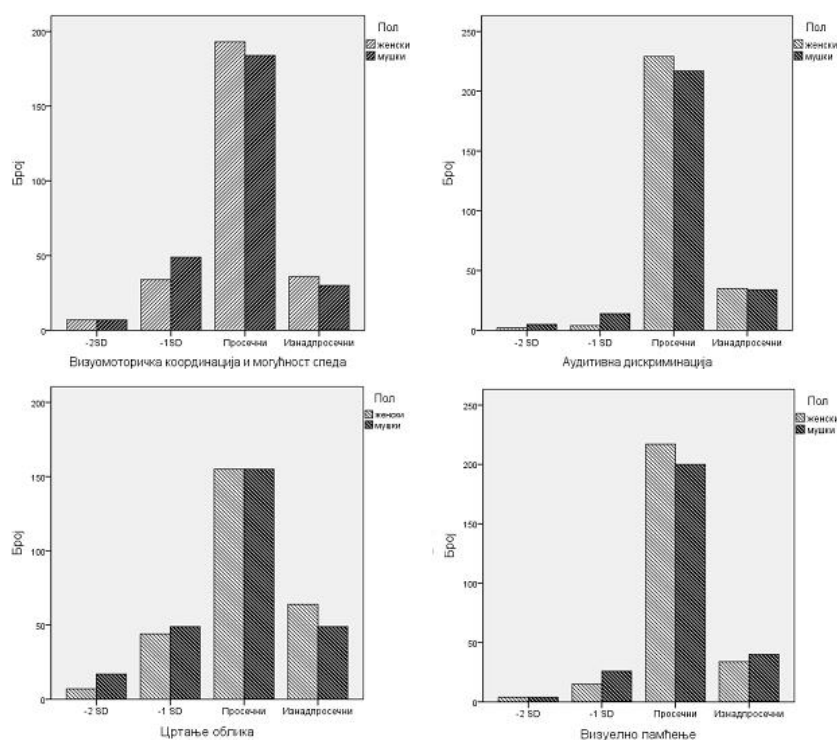 Пол
женски
мушки
200
150
100
50
0
Број
-2SD -1SD Просечни Изнадпросечни
Визуомоторичка координација и могућност следа
Пол
женски
мушки
250
200
150
100
50
0
Број
-2 SD -1 SD Просечни Изнадпросечни
Аудитивна дискриминација
Пол
женски
мушки
200
150
100
50
0
Број
-2 SD -1 SD Просечни Изнадпросечни
Цртање облика
Пол
женски
мушки
250
200
150
100
50
0
Број
-2 SD -1 SD Просечни Изнадпросечни
Визуелно памћење